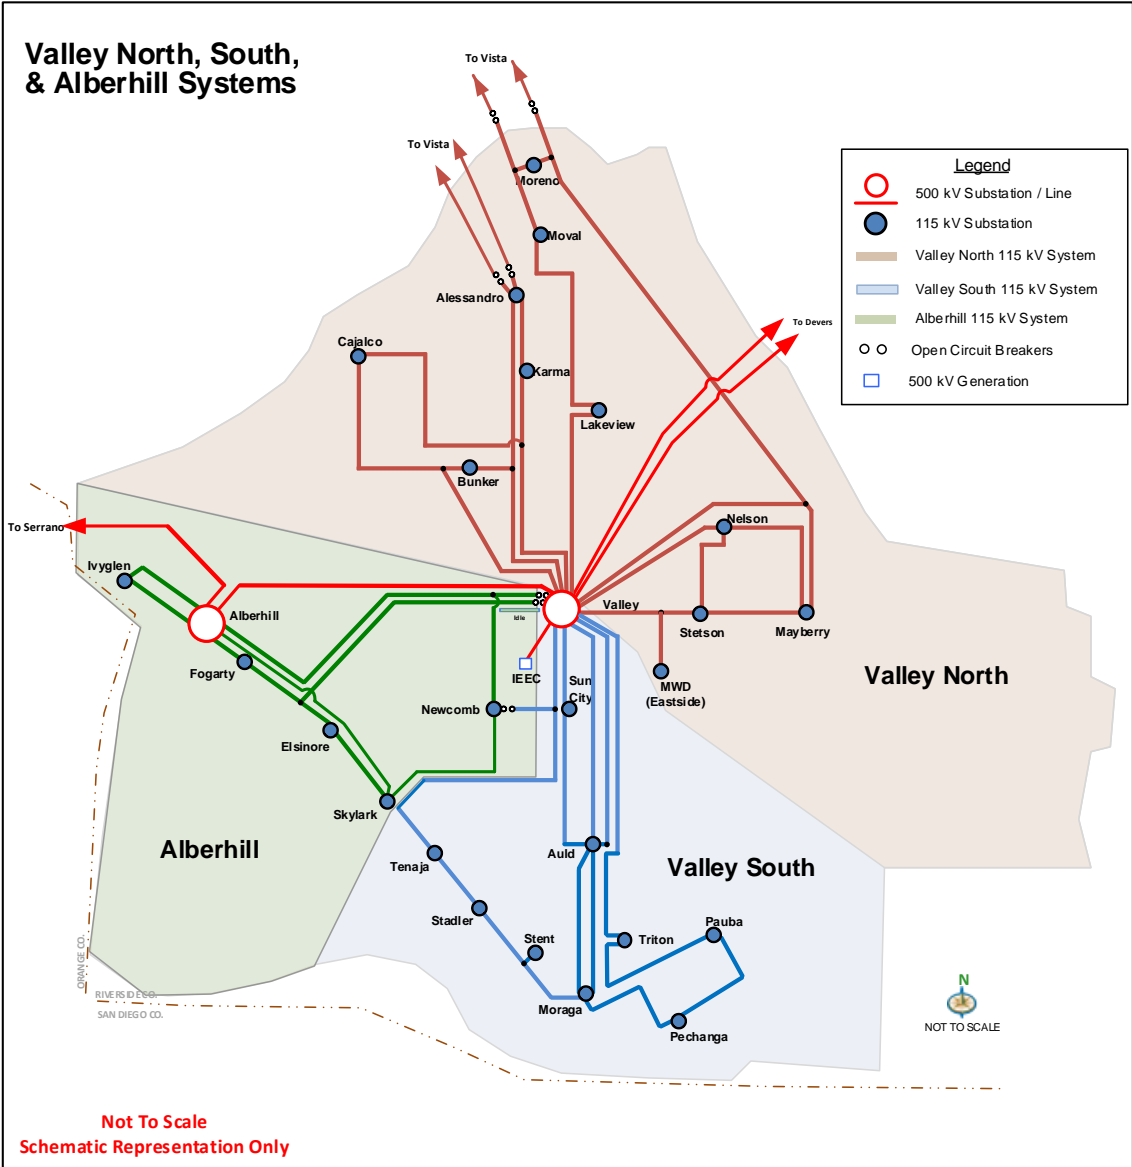 Valley North, South,
& Alberhill Systems
To Vista
To Vista
Moreno
Moval
Alessandro
Cajalco
Karma
Lakeview
Bunker
To Devers
Legend
500 kV Substation / Line
115 kV Substation
Valley North 115 kV System
Valley South 115 kV System
Alberhill 115 kV System
Open Circuit Breakers
500 kV Generation
To Serrano
Ivyglen
Alberhill
Fogarty
Elsinore
Skylark
Newcomb
Idle
IEEC
Sun
City
Valley
Nelson
Stetson
Mayberry
MWD
(Eastside)
Valley North
Alberhill
Valley South
Auld
Tenaja
Stadler
Stent
Triton
Pauba
Moraga
Pechanga
ORANGE CO.
RIVERSIDE CO.
SAN DIEGO CO.
N
NOT TO SCALE
Not To Scale
Schematic Representation Only